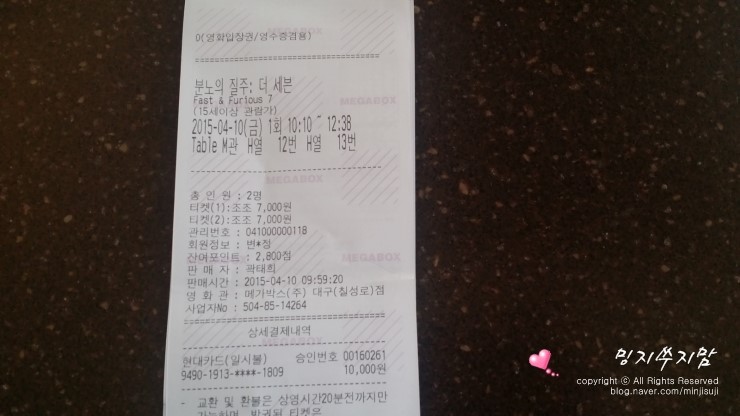 0(영화입장권/영수증겸용)
분노의 질주; 더 세븐
Fast & Furious 7
(15세이상 관람가)
2015-04-10(금) 1회 10:10 ~ 12:38
Table M관 H열 12번 H열 13번
MEGABOX
MEGABOX
총 인 원 : 2명
티켓(1):조조 7,000원
티켓(2):조조 7,000원
관리번호 : 041000000118
회원정보 : 변*정
잔여포인트 : 2,800점
MEGABOX
판 매 자 : 곽태희
판매시간 : 2015-04-10 09:59:20
영 화 관 : 메가박스(주) 대구(칠성로)점
사업자No : 504-85-14264
상세결제내역
현대카드(일시불) 승인번호 00160261
9490-1913-****-1809 10,000원
- 교환 및 환불은 상영시간20분전까지만
가능하며, 발권된 티켓은
밍지쑤지맘
copyright ⓒ All Rights Reserved
blog.naver.com/minjisuji